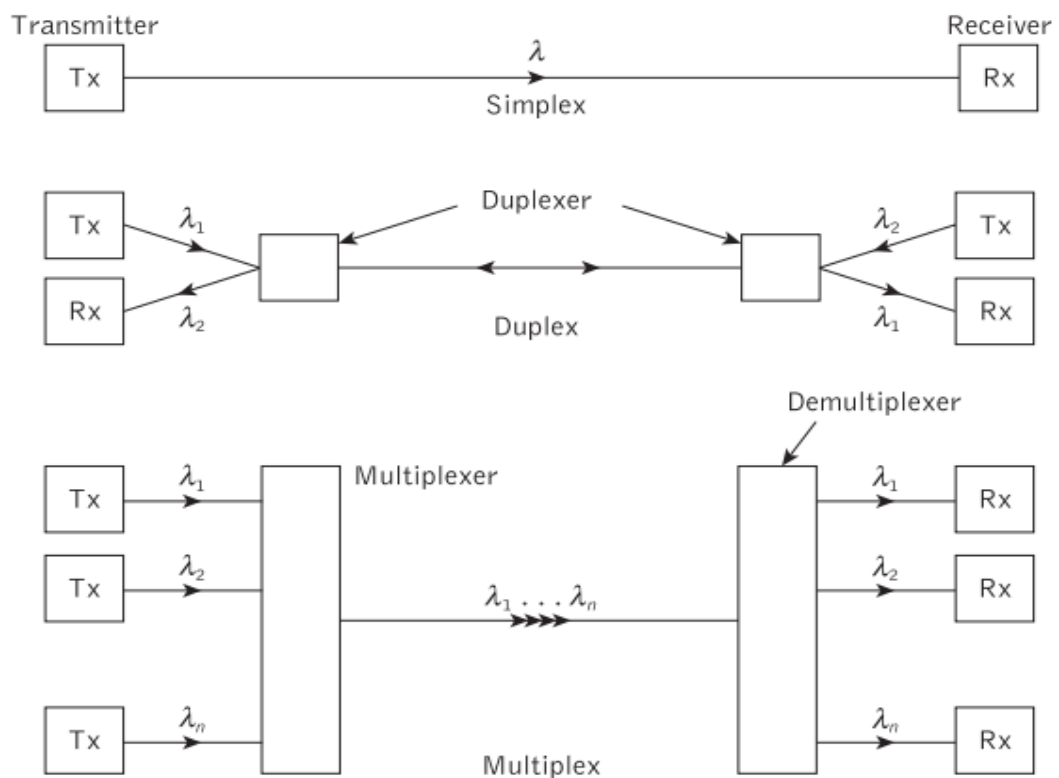 Transmitter Receiver
Tx λ Rx
Simplex
Tx λ₁ Duplexer λ₂ Tx
Rx λ₂ Duplex λ₁ Rx
Demultiplexer
Tx λ₁ Multiplexer λ₁ Rx
Tx λ₂ λ₁ . . . λₙ λ₂ Rx
Tx λₙ Multiplex λₙ Rx